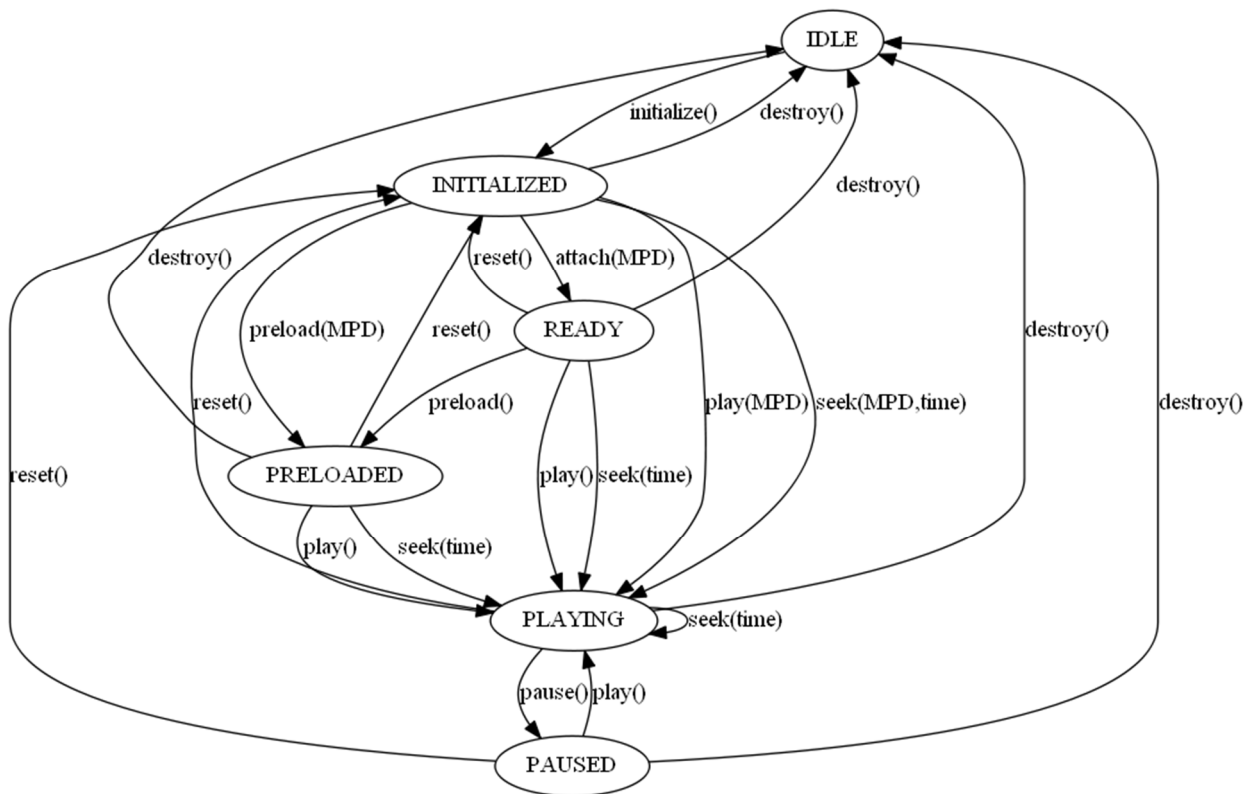 IDLE
initialize()
destroy()
destroy()
INITIALIZED
destroy()
reset()
attach(MPD)
preload(MPD)
reset()
READY
destroy()
reset()
preload()
play(MPD)
seek(MPD,time)
destroy()
reset()
PRELOADED
play()
seek(time)
play()
seek(time)
PLAYING
seek(time)
pause()
play()
PAUSED